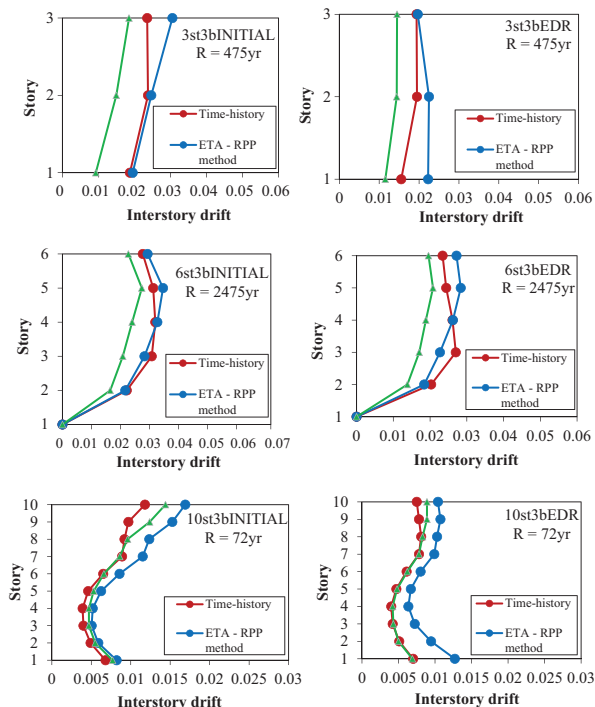 3
2
1
Story
3st3bINITIAL
R = 475yr
Time-history
ETA - RPP
method
0 0.01 0.02 0.03 0.04 0.05 0.06
Interstory drift
3
2
1
Story
3st3bEDR
R = 475yr
Time-history
ETA - RPP
method
0 0.01 0.02 0.03 0.04 0.05 0.06
Interstory drift
6
5
4
3
2
1
Story
6st3bINITIAL
R = 2475yr
Time-history
ETA - RPP
method
0 0.01 0.02 0.03 0.04 0.05 0.06 0.07
Interstory drift
6
5
4
3
2
1
Story
6st3bEDR
R = 2475yr
Time-history
ETA - RPP
method
0 0.01 0.02 0.03 0.04 0.05 0.06
Interstory drift
10
9
8
7
6
5
4
3
2
1
Story
10st3bINITIAL
R = 72yr
Time-history
ETA - RPP
method
0 0.005 0.01 0.015 0.02 0.025 0.03
Interstory drift
10
9
8
7
6
5
4
3
2
1
Story
10st3bEDR
R = 72yr
Time-history
ETA - RPP
method
0 0.005 0.01 0.015 0.02 0.025 0.03
Interstory drift